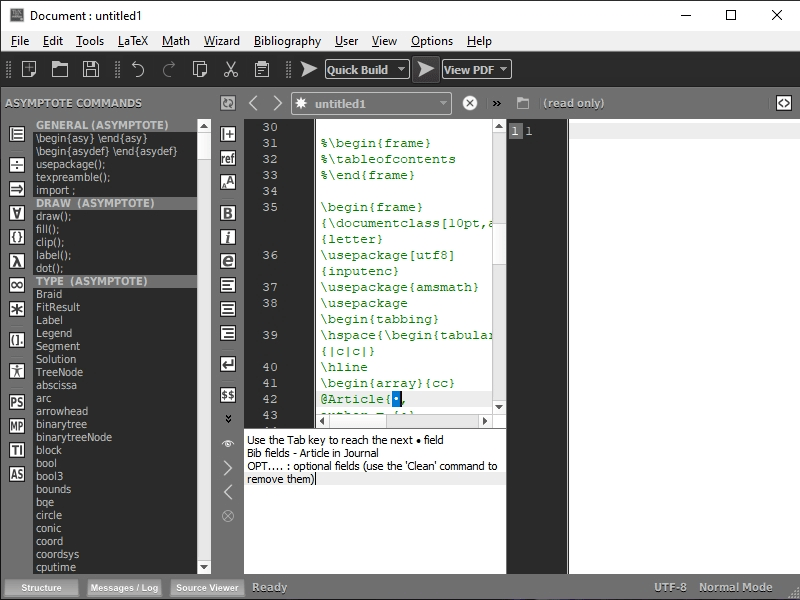 Document : untitled1
File Edit Tools LaTeX Math Wizard Bibliography User View Options Help
Quick Build View PDF
ASYMPTOTE COMMANDS
untitled1
»
(read only)
GENERAL (ASYMPTOTE)
\begin{asy} \end{asy}
\begin{asydef} \end{asydef}
usepackage();
texpreamble();
import ;
DRAW (ASYMPTOTE)
draw();
fill();
clip();
label();
dot();
TYPE (ASYMPTOTE)
Braid
FitResult
Label
Legend
Segment
Solution
TreeNode
abscissa
arc
arrowhead
binarytree
binarytreeNode
block
bool
bool3
bounds
bqe
circle
conic
coord
coordsys
cputime
{}
λ
∞
PS
MP
TI
AS
ref
B
i
e
$$
30
31 %\begin{frame}
32 %\tableofcontents
33 %\end{frame}
34
35 \begin{frame}
{\documentclass[10pt,a
{letter}
36 \usepackage[utf8]
{inputenc}
37 \usepackage{amsmath}
38 \usepackage
\begin{tabbing}
39 \hspace{\begin{tabular
{|c|c|}
40 \hline
41 \begin{array}{cc}
42 @Article{•,
43
Use the Tab key to reach the next • field
Bib fields - Article in Journal
OPT.... : optional fields (use the 'Clean' command to
remove them)
1 1
Structure Messages / Log Source Viewer Ready UTF-8 Normal Mode